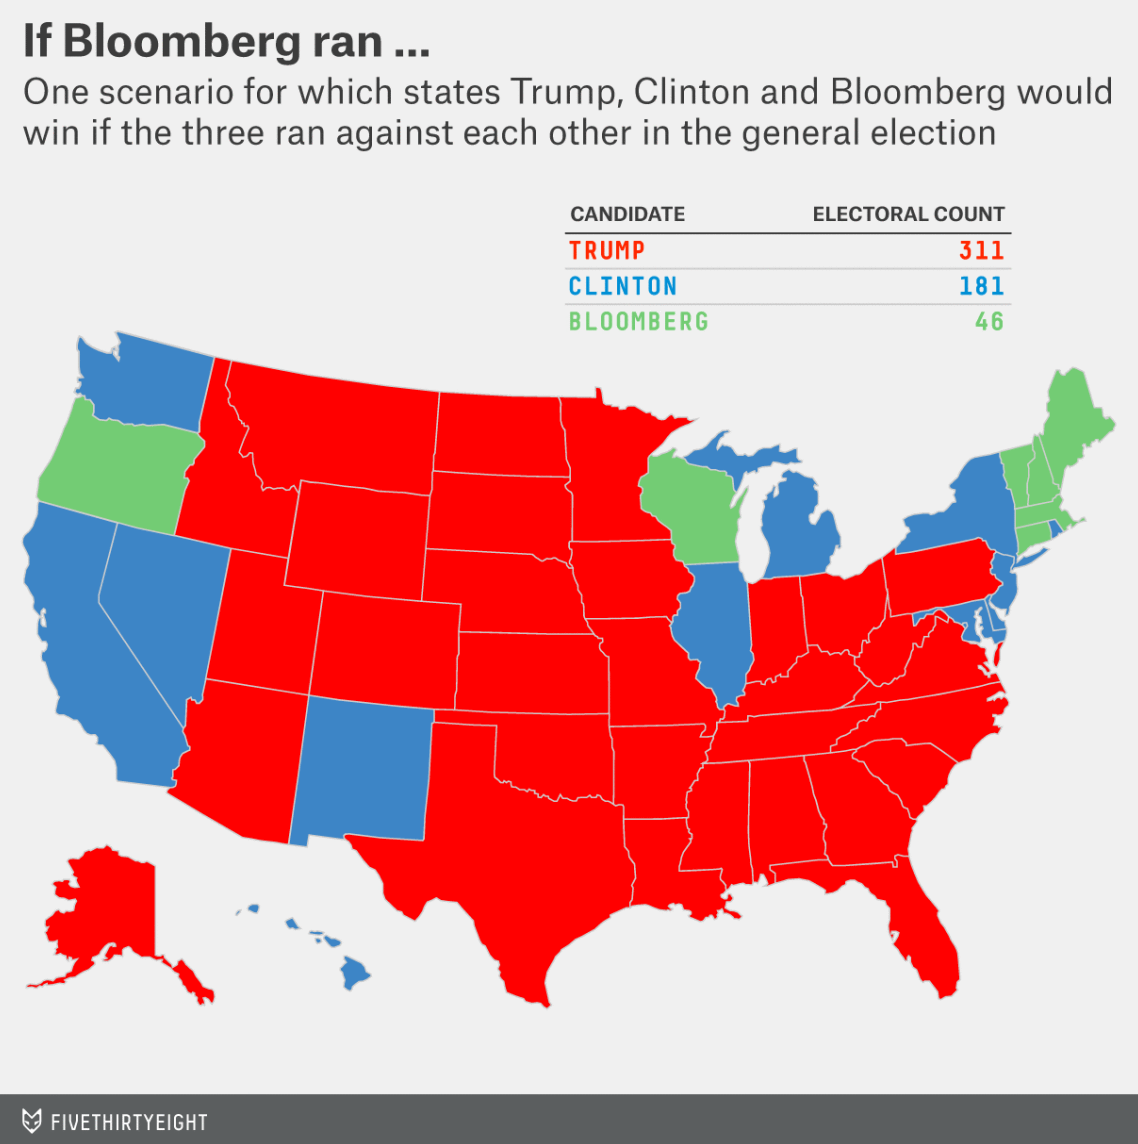 If Bloomberg ran ...
One scenario for which states Trump, Clinton and Bloomberg would
win if the three ran against each other in the general election
CANDIDATE ELECTORAL COUNT
TRUMP 311
CLINTON 181
BLOOMBERG 46
FIVETHIRTYEIGHT